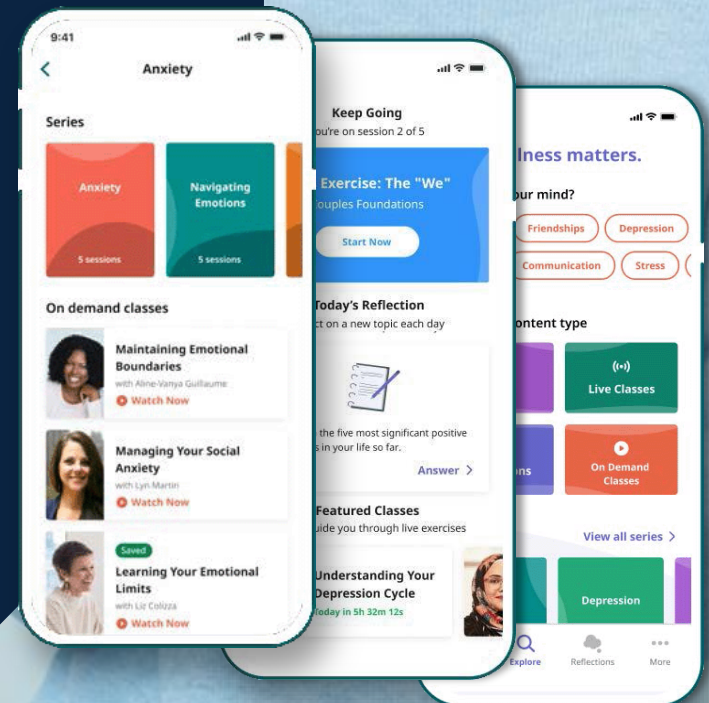 9:41
Anxiety
Series
Anxiety
5 sessions
Navigating
Emotions
5 sessions
On demand classes
Maintaining Emotional
Boundaries
with Aline-Vanya Guillaume
Watch Now
Managing Your Social
Anxiety
with Lyn Martin
Watch Now
Saved
Learning Your Emotional
Limits
with Liz Colizza
Watch Now
Keep Going
you're on session 2 of 5
Exercise: The "We"
Couples Foundations
Start Now
Today's Reflection
ct on a new topic each day
the five most significant positive
s in your life so far.
Answer
Featured Classes
uide you through live exercises
Understanding Your
Depression Cycle
Today in 5h 32m 12s
lness matters.
our mind?
Friendships
Depression
Communication
Stress
ontent type
Live Classes
ns
On Demand
Classes
View all series
Depression
Explore
Reflections
More